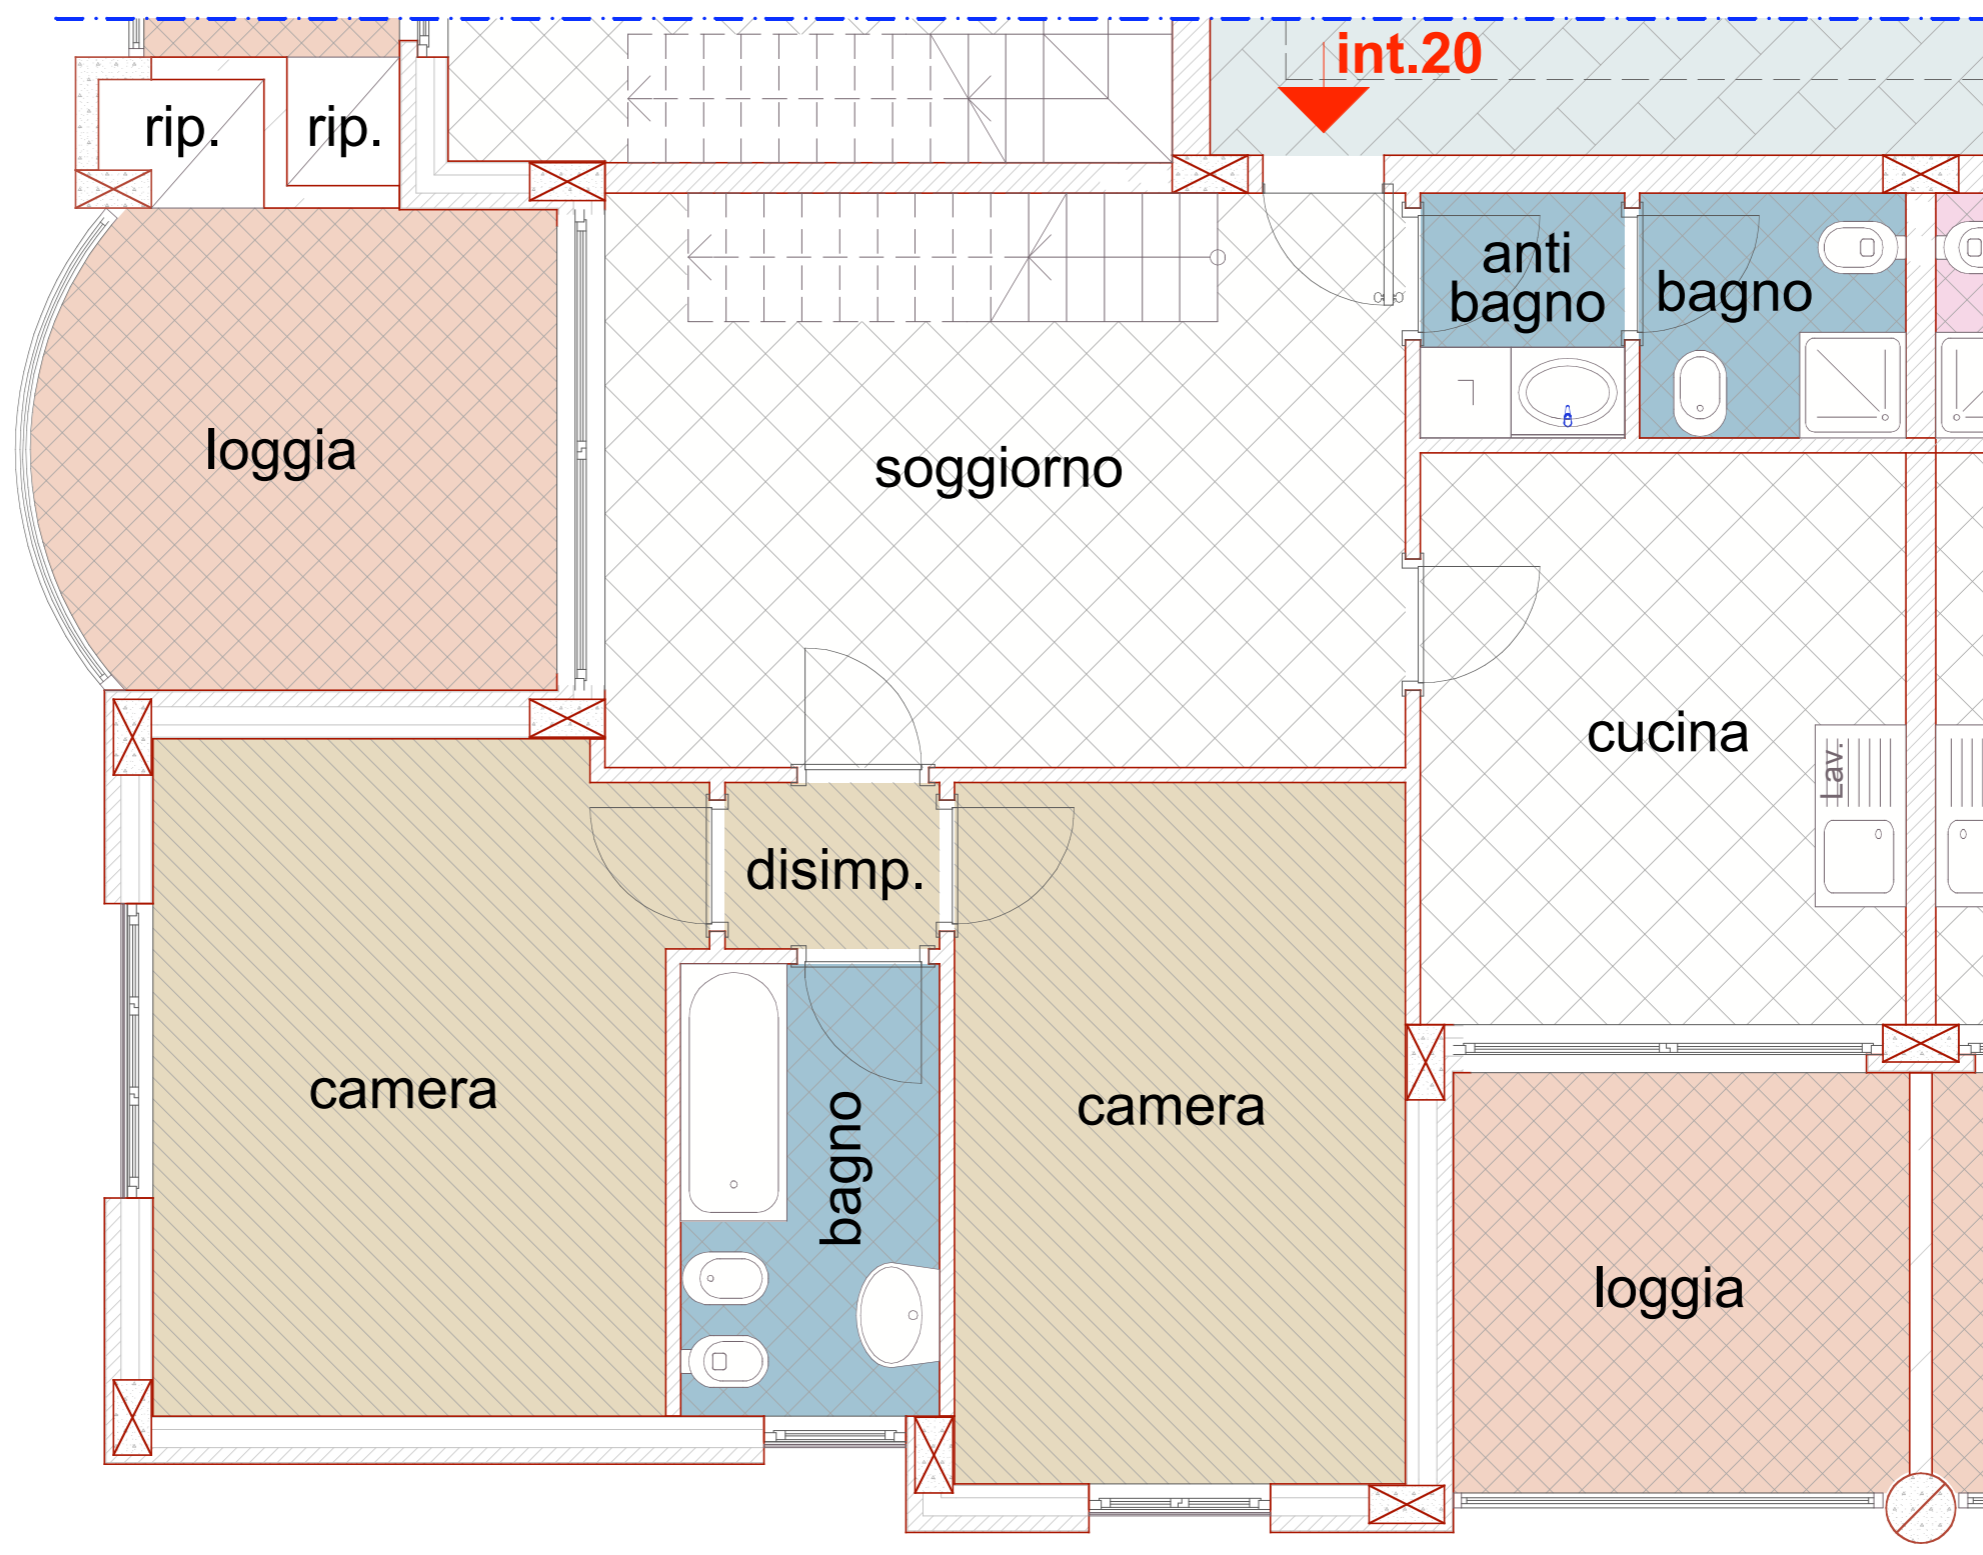 int.20
rip.
rip.
anti
bagno
bagno
loggia
soggiorno
cucina
Lav.
disimp.
camera
bagno
camera
loggia